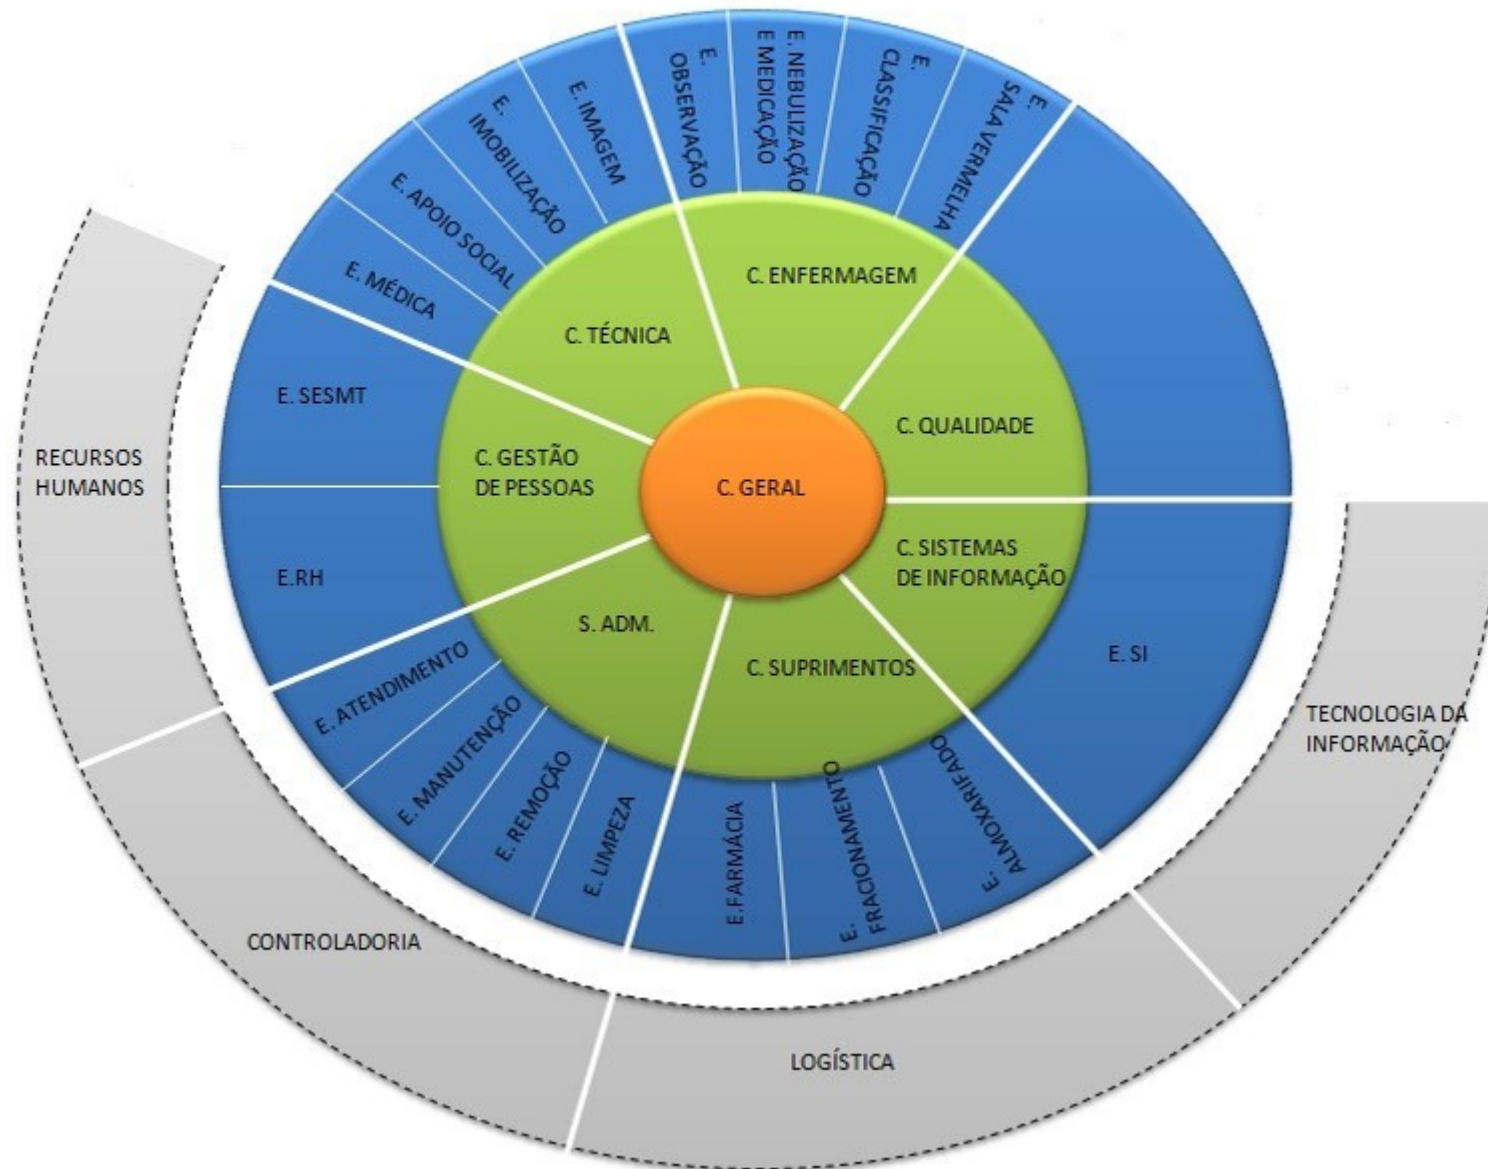 E.
OBSERVAÇÃO
E. NEBULIZAÇÃO
E MEDICAÇÃO
E.
CLASSIFICAÇÃO
E.
SALA VERMELHA
E. IMAGEM
E.
IMOBILIZAÇÃO
E. APOIO SOCIAL
E. MÉDICA
C. ENFERMAGEM
C. TÉCNICA
E. SESMT
C. QUALIDADE
RECURSOS
HUMANOS
C. GESTÃO
DE PESSOAS
C. GERAL
C. SISTEMAS
DE INFORMAÇÃO
E.RH
S. ADM.
C. SUPRIMENTOS
E. SI
E. ATENDIMENTO
E. MANUTENÇÃO
E. REMOÇÃO
E. LIMPEZA
E.FARMÁCIA
E.
FRACIONAMENTO
E.
ALMOXARIFADO
TECNOLOGIA DA
INFORMAÇÃO
CONTROLADORIA
LOGÍSTICA